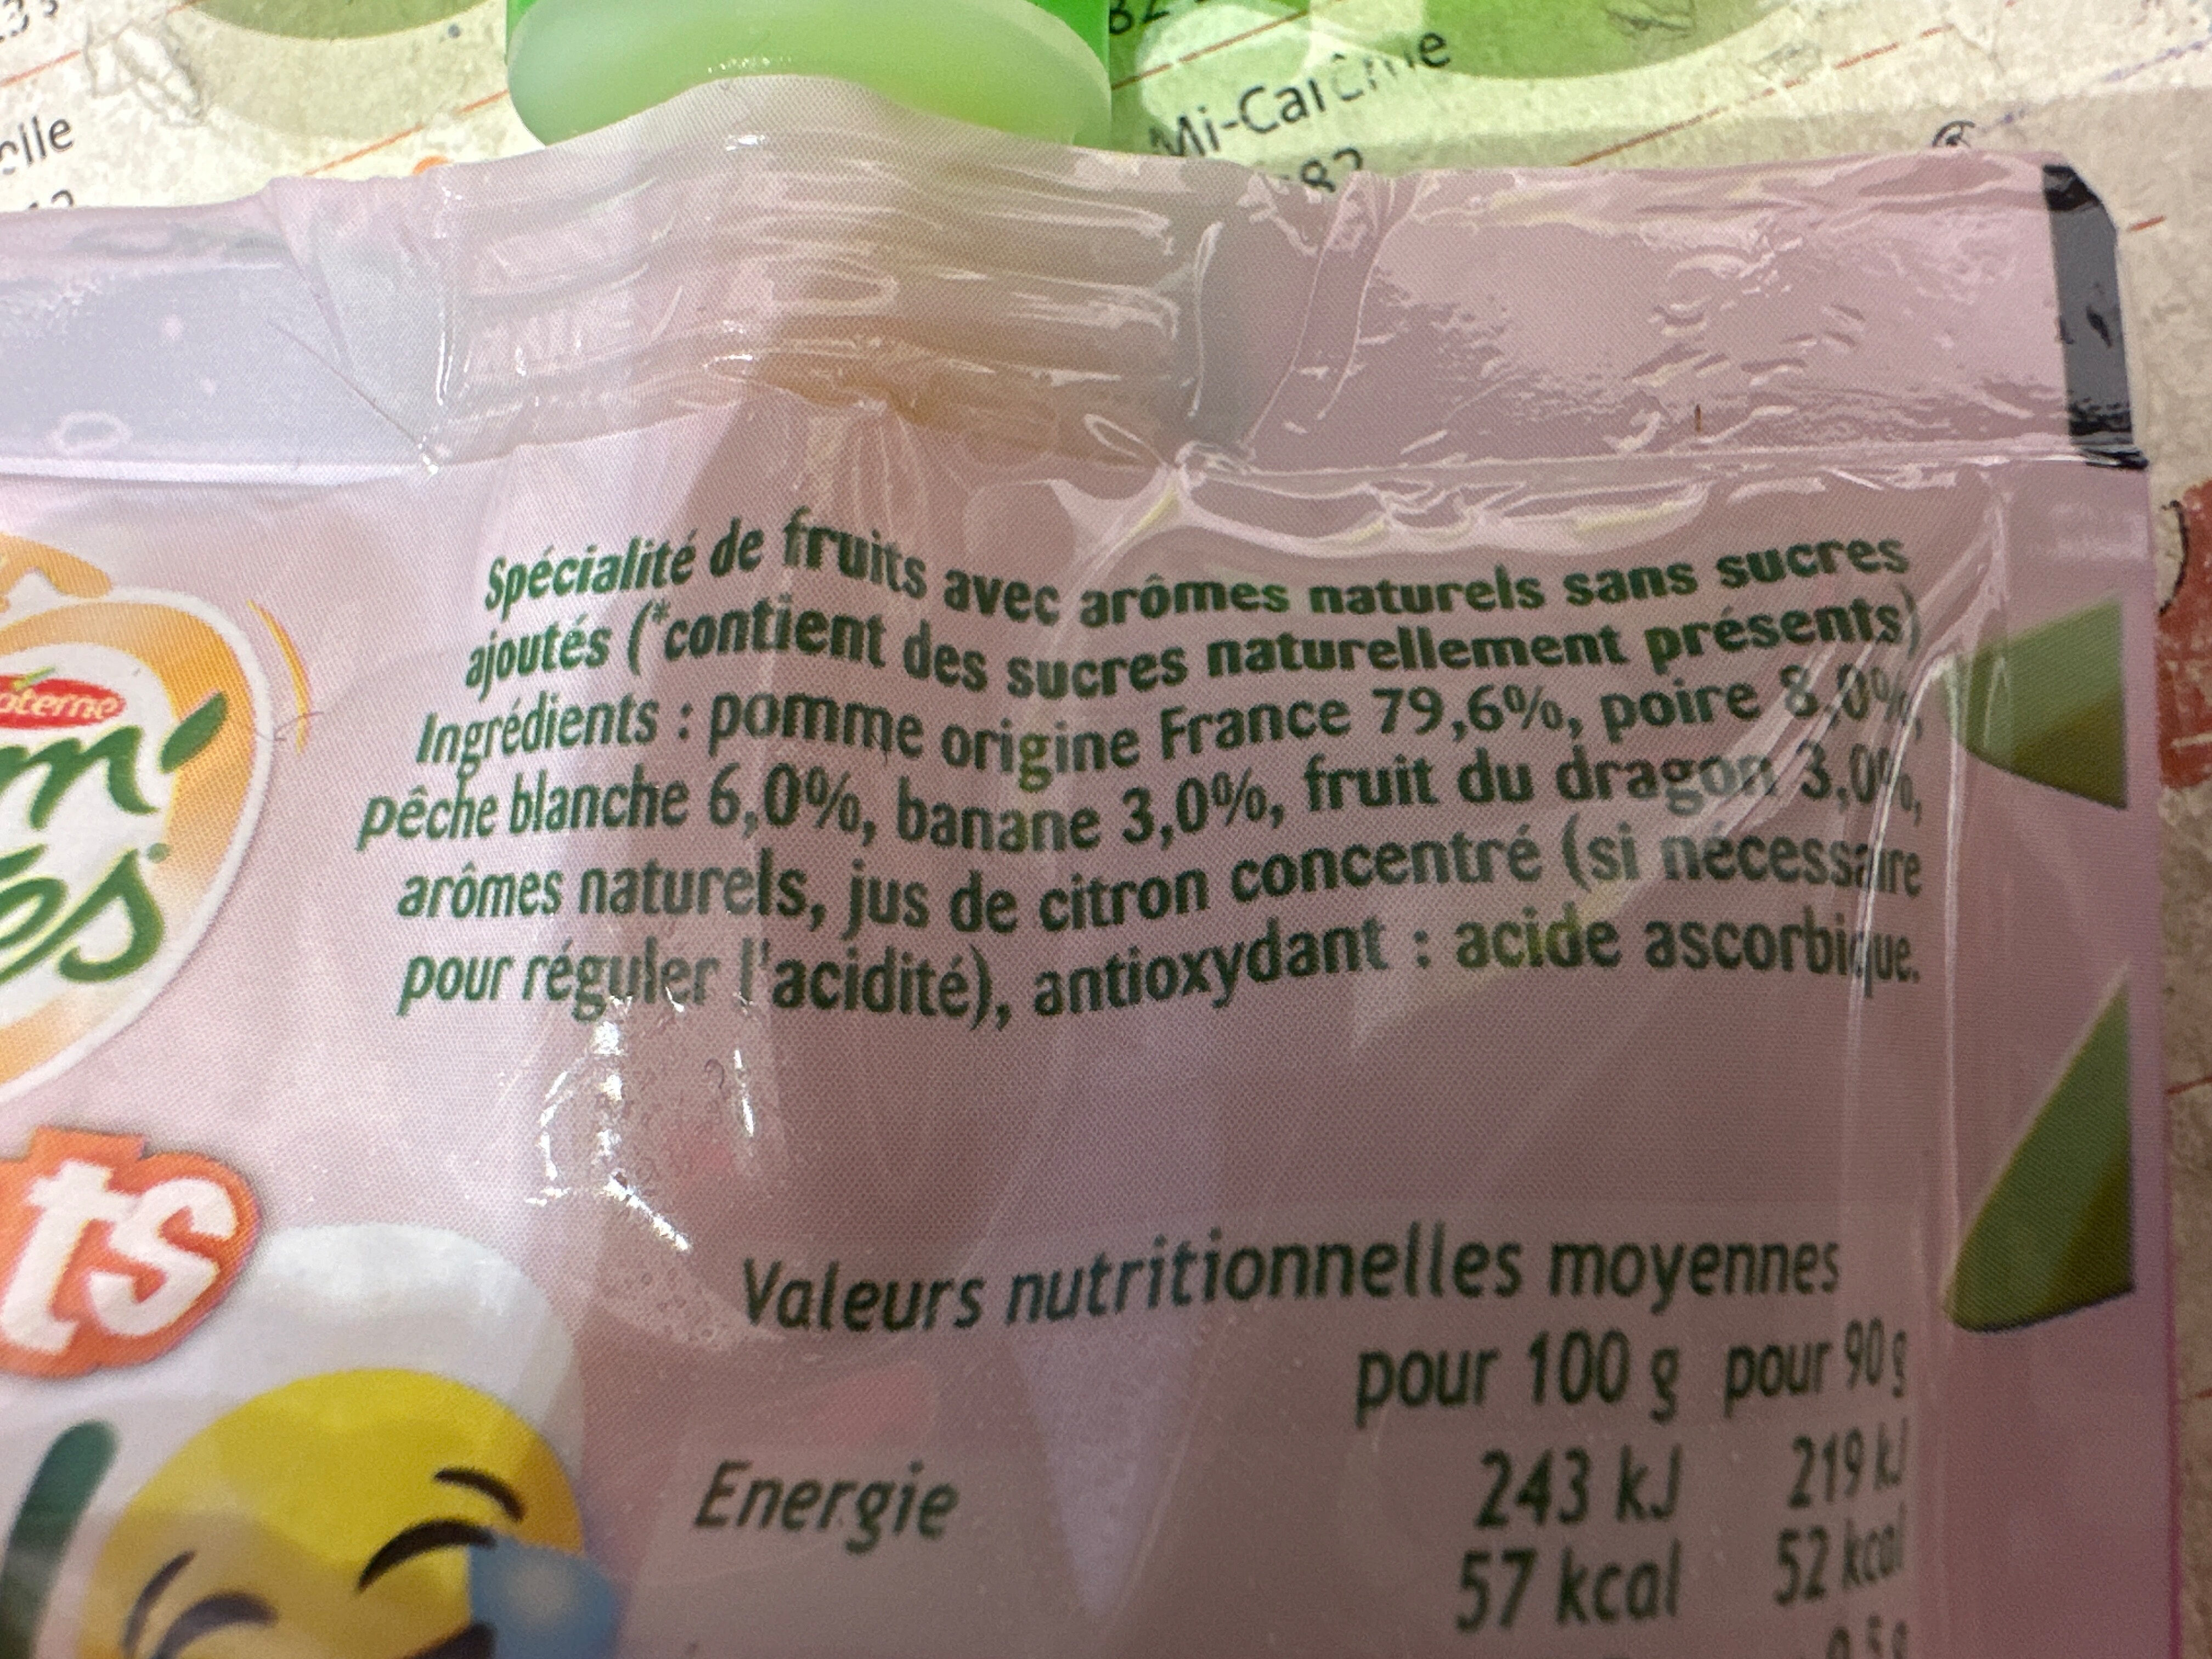 Mi-Carême
Spécialité de fruits avec arômes naturels sans sucres
ajoutés (*contient des sucres naturellement présents)
Ingrédients : pomme origine France 79,6%, poire 8,0%,
pêche blanche 6,0%, banane 3,0%, fruit du dragon 3,0%,
arômes naturels, jus de citron concentré (si nécessaire
pour réguler l'acidité), antioxydant : acide ascorbique.
ts
Valeurs nutritionnelles moyennes
pour 100 g pour 90 g
Energie 243 kJ 219 kJ
57 kcal 52 kcal